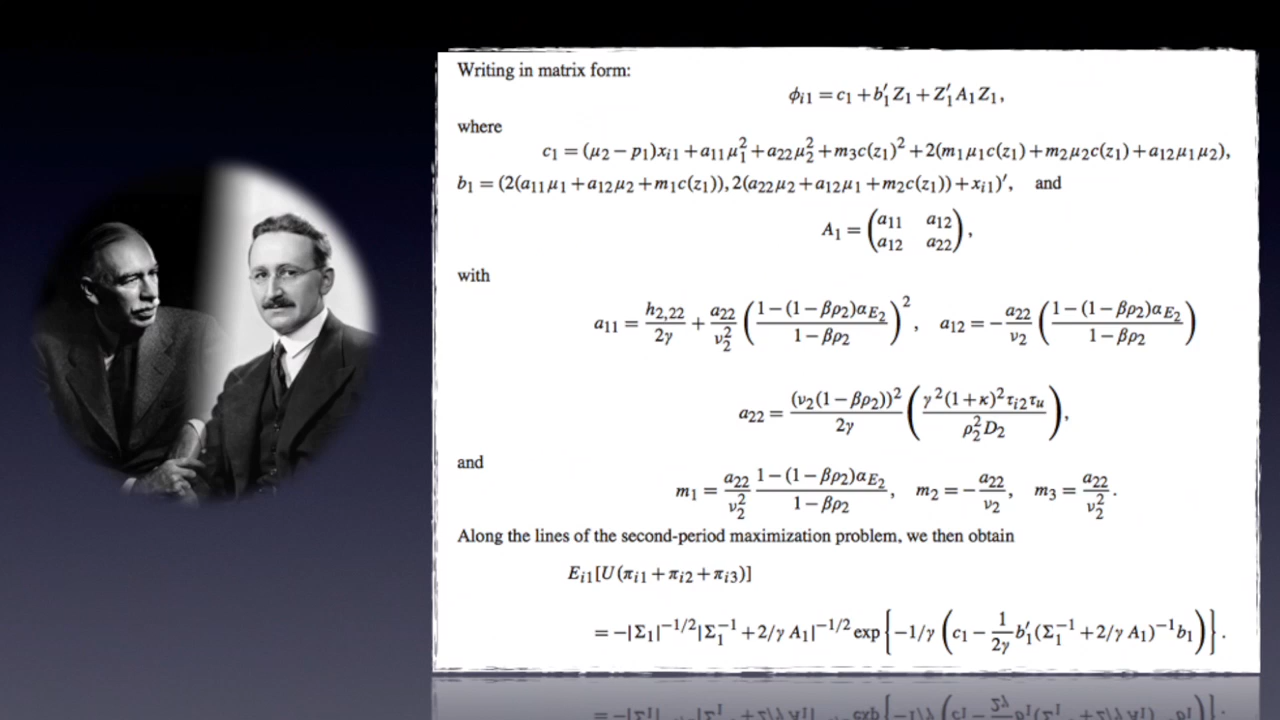 Writing in matrix form:
ϕi1 = c1 + b′1 Z1 + Z′1 A1 Z1,
where
c1 = (μ2 − p1)xi1 + a11μ1² + a22μ2² + m3c(z1)² + 2(m1μ1c(z1) + m2μ2c(z1) + a12μ1μ2),
b1 = (2(a11μ1 + a12μ2 + m1c(z1)), 2(a22μ2 + a12μ1 + m2c(z1)) + xi1)′, and
A1 = (a11 a12
a12 a22),
with
a11 = h2,22/2γ + a22/ν2² ((1 − (1 − βρ2)αE2)/(1 − βρ2))², a12 = −a22/ν2 ((1 − (1 − βρ2)αE2)/(1 − βρ2))
a22 = (ν2(1 − βρ2))²/2γ (γ²(1 + κ)²τi2τu/ρ2²D2),
and
m1 = a22/ν2² (1 − (1 − βρ2)αE2)/(1 − βρ2), m2 = −a22/ν2, m3 = a22/ν2².
Along the lines of the second-period maximization problem, we then obtain
Ei1[U(πi1 + πi2 + πi3)]
= −|Σ1|^−1/2 |Σ1^−1 + 2/γ A1|^−1/2 exp{−1/γ (c1 − 1/2γ b′1(Σ1^−1 + 2/γ A1)^−1 b1)}.